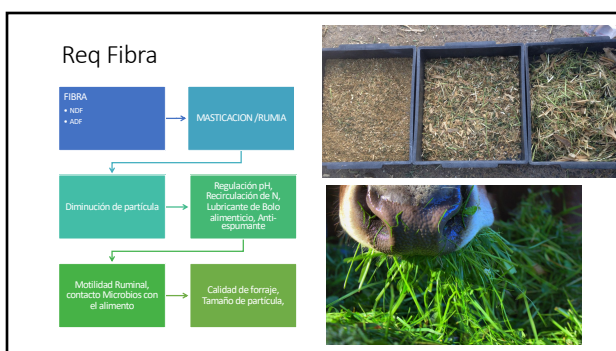 Req Fibra
FIBRA
• NDF
• ADF
MASTICACION /RUMIA
Diminución de partícula
Regulación pH,
Recirculación de N,
Lubricante de Bolo
alimenticio, Anti-
espumante
Motilidad Ruminal,
contacto Microbios con
el alimento
Calidad de forraje,
Tamaño de partícula,